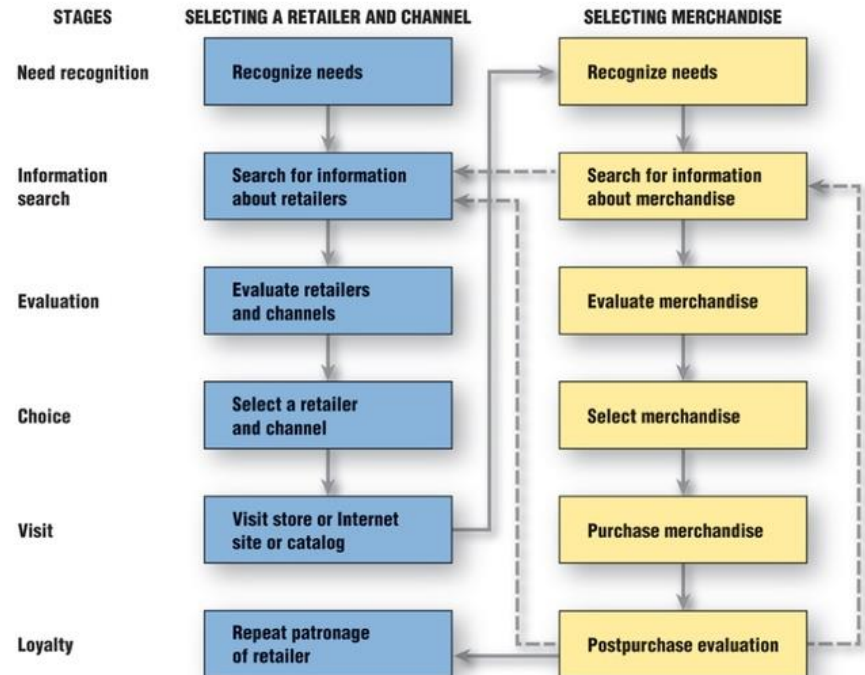 STAGES SELECTING A RETAILER AND CHANNEL SELECTING MERCHANDISE
Need recognition
Recognize needs
Recognize needs
Information
search
Search for information
about retailers
Search for information
about merchandise
Evaluation
Evaluate retailers
and channels
Evaluate merchandise
Choice
Select a retailer
and channel
Select merchandise
Visit
Visit store or Internet
site or catalog
Purchase merchandise
Loyalty
Repeat patronage
of retailer
Postpurchase evaluation